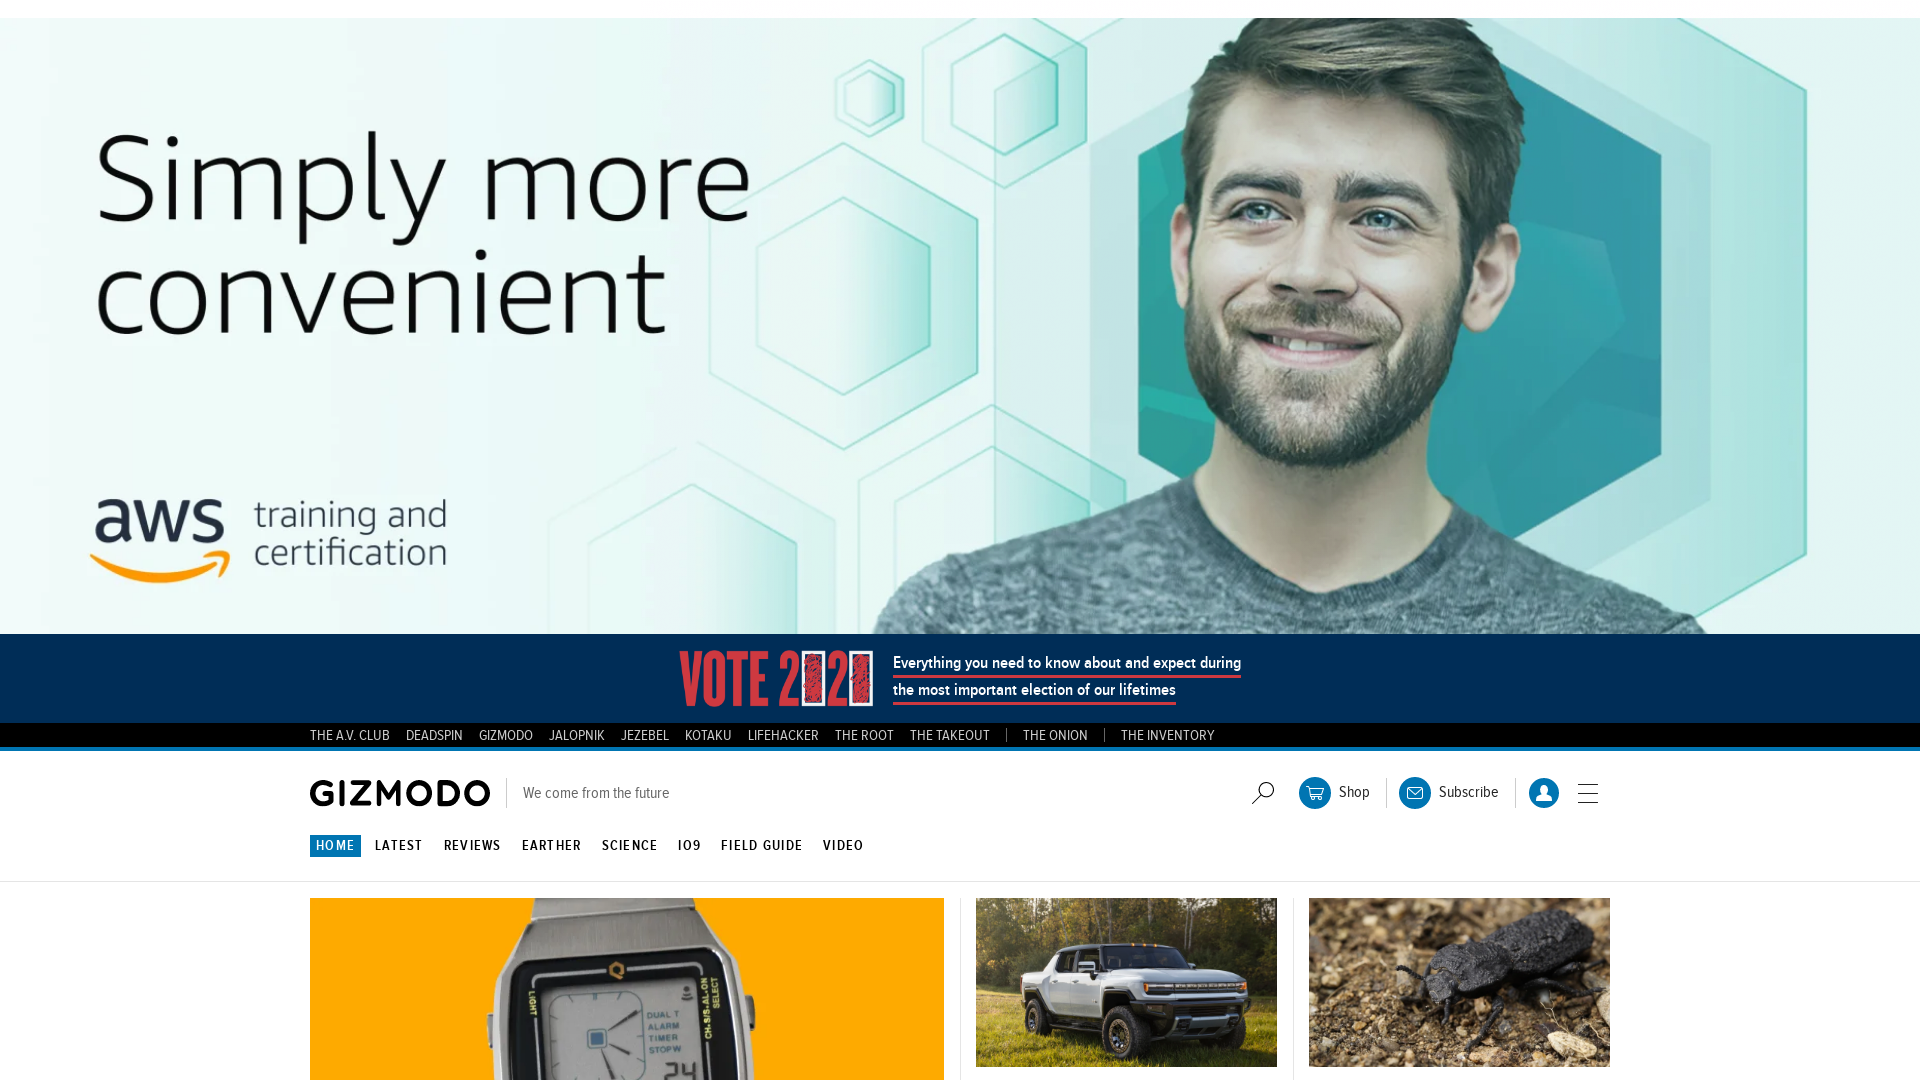 Simply more
convenient
aws training and
certification
VOTE 2020
Everything you need to know about and expect during
the most important election of our lifetimes
THE A.V. CLUB DEADSPIN GIZMODO JALOPNIK JEZEBEL KOTAKU LIFEHACKER THE ROOT THE TAKEOUT THE ONION THE INVENTORY
GIZMODO We come from the future Shop Subscribe
HOME LATEST REVIEWS EARTHER SCIENCE IO9 FIELD GUIDE VIDEO
LIGHT
CH.S/S-AL-ON
SELECT
DUAL T
ALARM
TIMER
STOPW
24